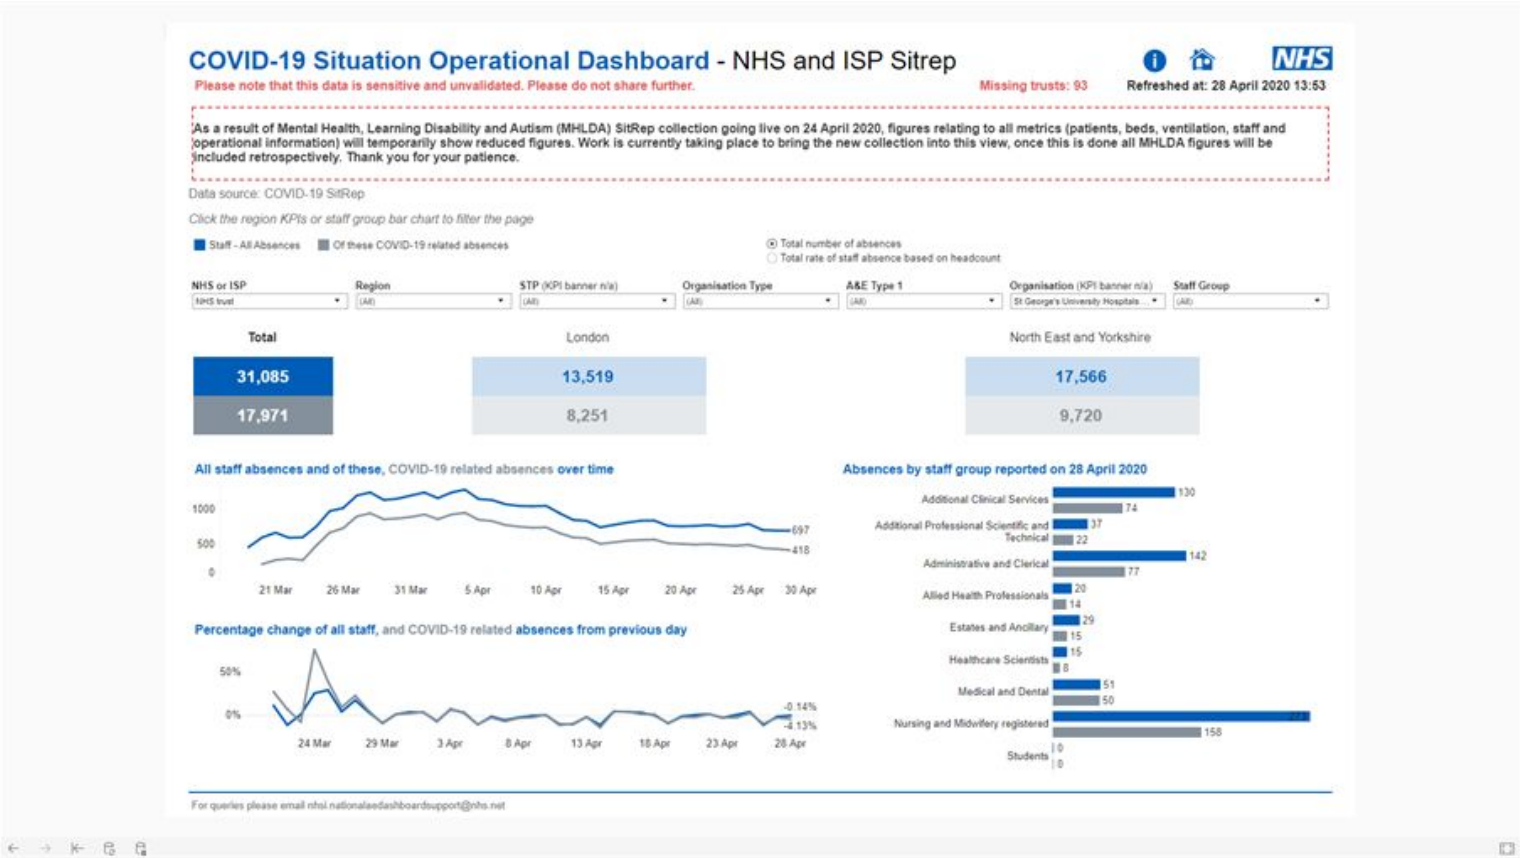 COVID-19 Situation Operational Dashboard - NHS and ISP Sitrep
NHS
Please note that this data is sensitive and unvalidated. Please do not share further.
Missing trusts: 93
Refreshed at: 28 April 2020 13:53
As a result of Mental Health, Learning Disability and Autism (MHLDA) SitRep collection going live on 24 April 2020, figures relating to all metrics (patients, beds, ventilation, staff and
operational information) will temporarily show reduced figures. Work is currently taking place to bring the new collection into this view, once this is done all MHLDA figures will be
included retrospectively. Thank you for your patience.
Data source: COVID-19 SitRep
Click the region KPIs or staff group bar chart to filter the page
Staff - All Absences
Of these COVID-19 related absences
Total number of absences
Total rate of staff absence based on headcount
NHS or ISP
Region
STP (KPI banner n/a)
Organisation Type
A&E Type 1
Organisation (KPI banner n/a)
Staff Group
NHS trust
(All)
(All)
(All)
(All)
St George's University Hospitals...
(All)
Total
London
North East and Yorkshire
31,085
13,519
17,566
17,971
8,251
9,720
All staff absences and of these, COVID-19 related absences over time
1000
500
0
697
418
21 Mar
26 Mar
31 Mar
5 Apr
10 Apr
15 Apr
20 Apr
25 Apr
30 Apr
Percentage change of all staff, and COVID-19 related absences from previous day
50%
0%
-0.14%
-4.13%
24 Mar
29 Mar
3 Apr
8 Apr
13 Apr
18 Apr
23 Apr
28 Apr
Absences by staff group reported on 28 April 2020
Additional Clinical Services
130
74
Additional Professional Scientific and
Technical
37
22
Administrative and Clerical
142
77
Allied Health Professionals
20
14
Estates and Ancillary
29
15
Healthcare Scientists
15
8
Medical and Dental
51
50
Nursing and Midwifery registered
158
Students
0
0
For queries please email nhsi.nationalaedashboardsupport@nhs.net